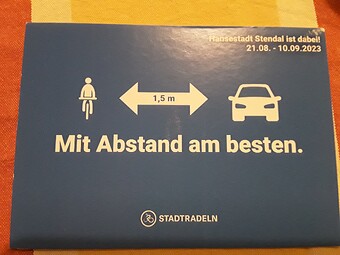 Hansestadt Stendal ist dabei!
21.08. - 10.09.2023
1,5 m
Mit Abstand am besten.
STADTRADELN